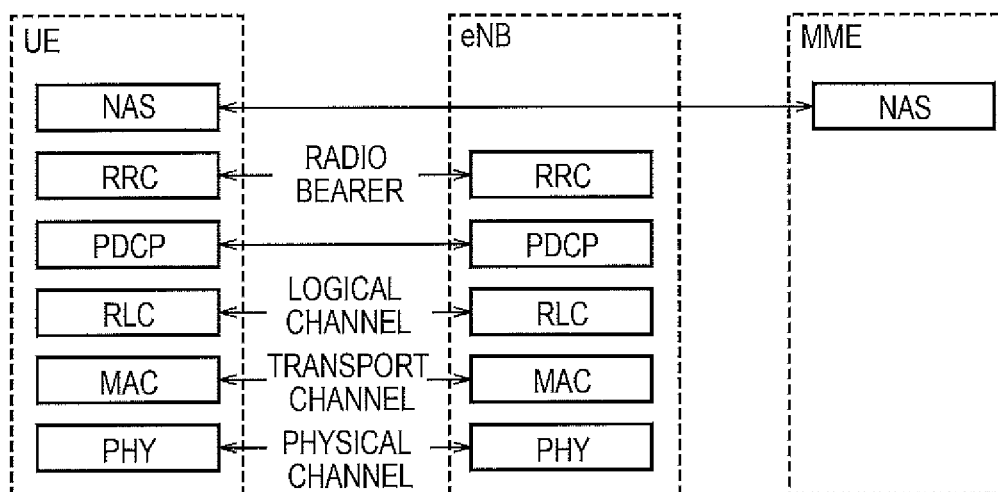 UE
eNB
MME
NAS
NAS
RRC
RADIO
BEARER
RRC
PDCP
PDCP
RLC
LOGICAL
CHANNEL
RLC
MAC
TRANSPORT
CHANNEL
MAC
PHY
PHYSICAL
CHANNEL
PHY